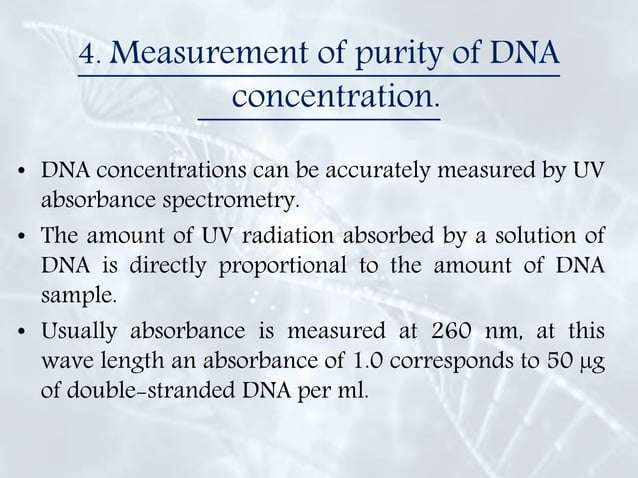 4. Measurement of purity of DNA
concentration.
• DNA concentrations can be accurately measured by UV
absorbance spectrometry.
• The amount of UV radiation absorbed by a solution of
DNA is directly proportional to the amount of DNA
sample.
• Usually absorbance is measured at 260 nm, at this
wave length an absorbance of 1.0 corresponds to 50 µg
of double-stranded DNA per ml.